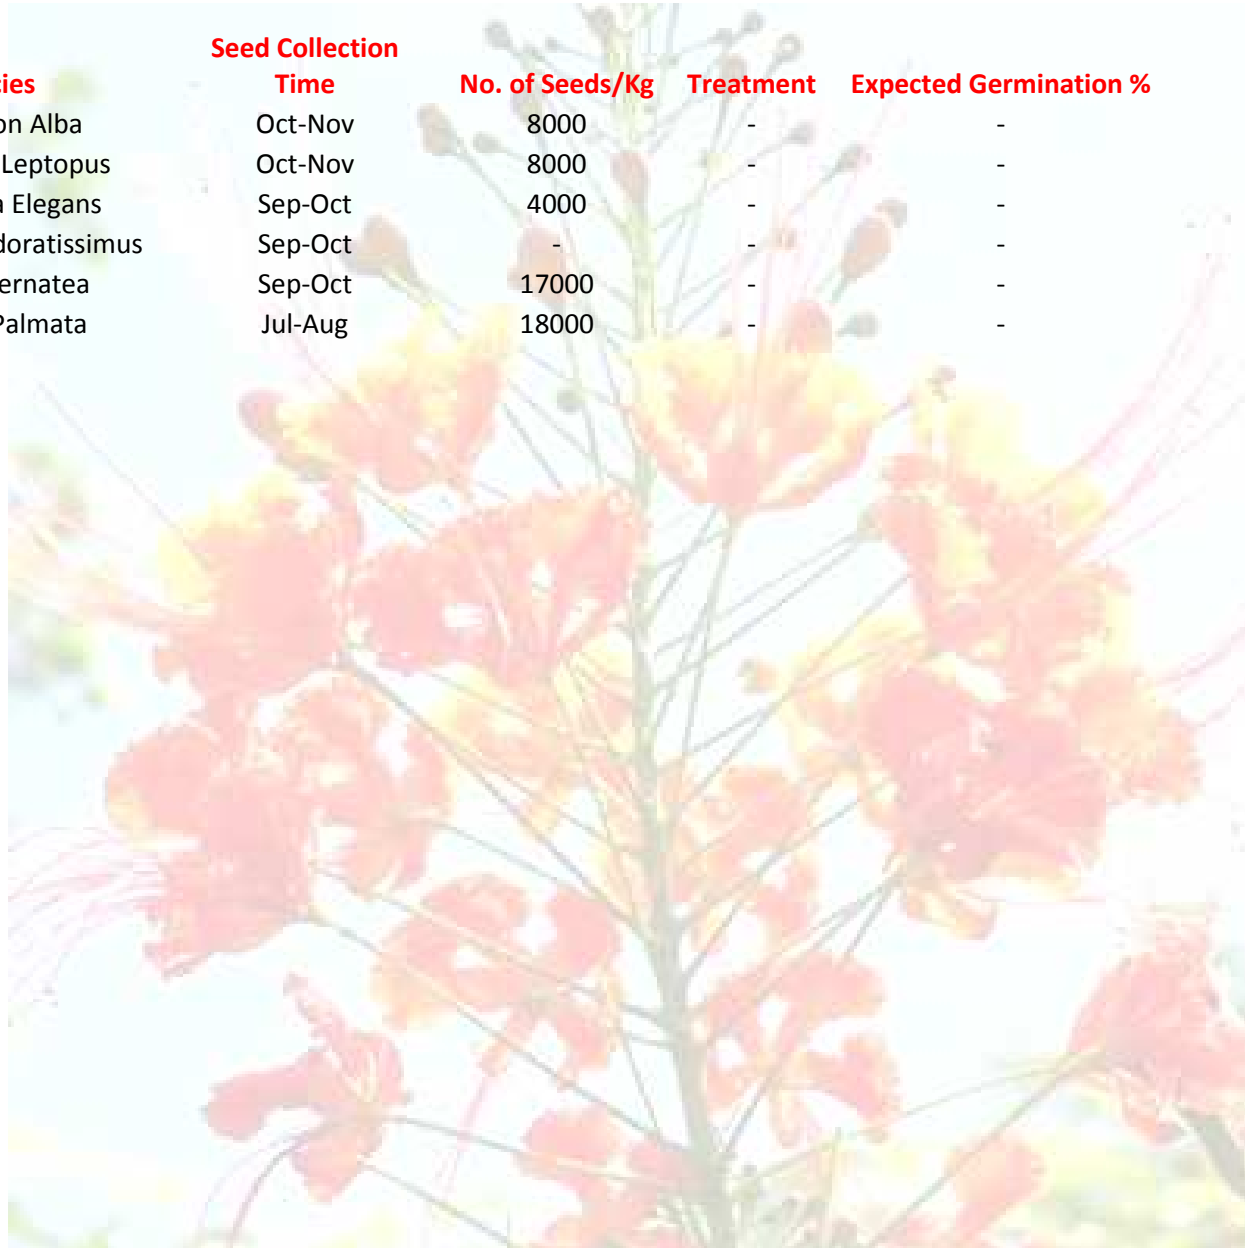 Seed Collection
cies Time No. of Seeds/Kg Treatment Expected Germination %
on Alba Oct-Nov 8000 - -
Leptopus Oct-Nov 8000 - -
a Elegans Sep-Oct 4000 - -
doratissimus Sep-Oct - - -
ernatea Sep-Oct 17000 - -
Palmata Jul-Aug 18000 - -